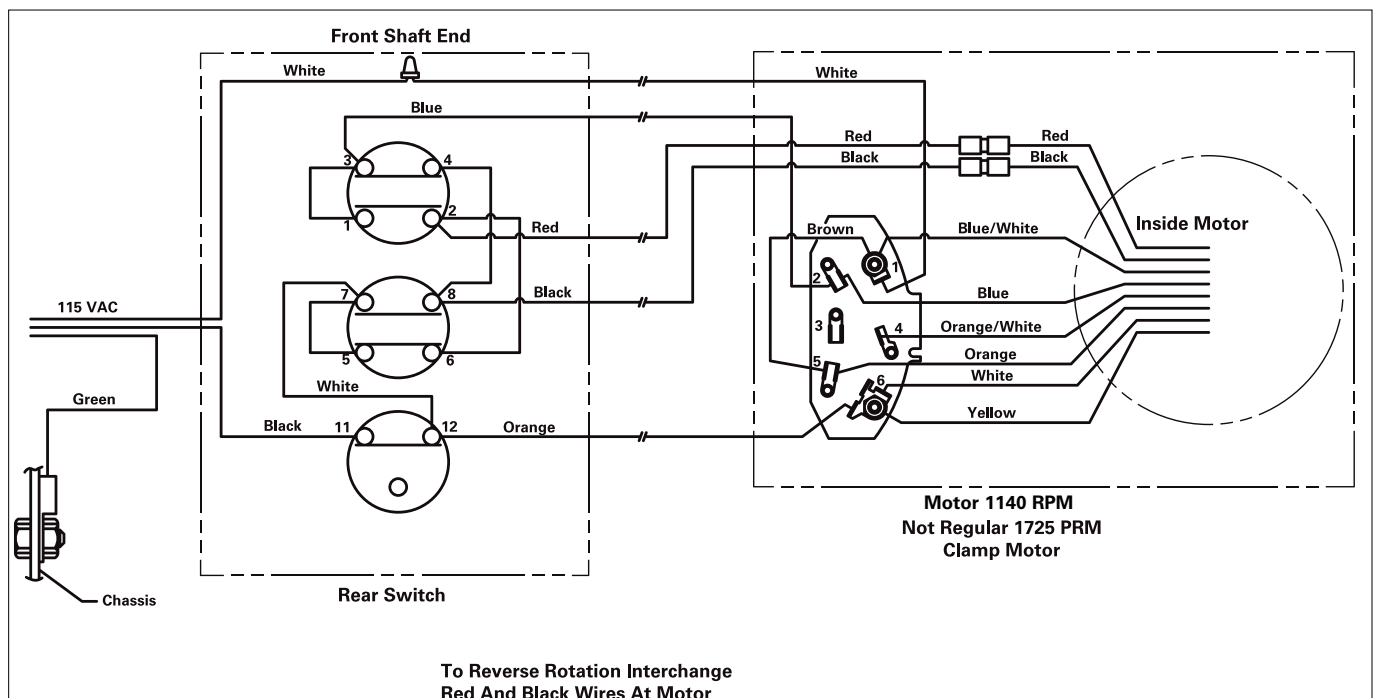 Front Shaft End
White
White
Blue
Red
Red
Black
Black
3
4
1
2
Red
Brown
Blue/White
Inside Motor
1
2
115 VAC
7
8
Black
Blue
3
4
Orange/White
5
6
5
Orange
White
6
White
Green
Yellow
Black
11
12
Orange
Motor 1140 RPM
Not Regular 1725 PRM
Clamp Motor
Chassis
Rear Switch
To Reverse Rotation Interchange
Red And Black Wires At Motor